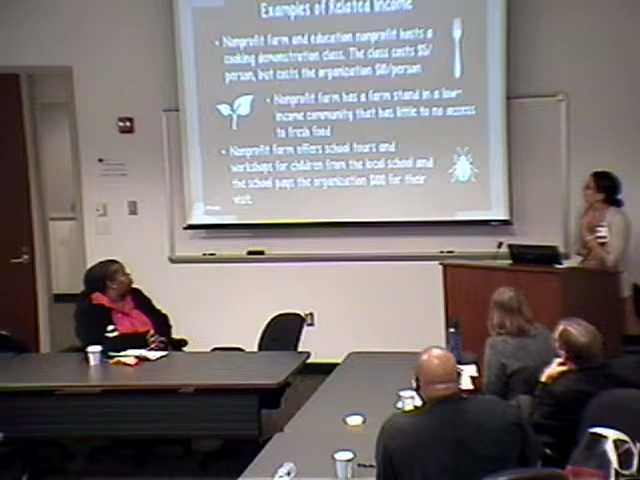 Examples of Related Income
• Nonprofit farm and education nonprofit hosts a
cooking demonstration class. The class costs $5/
person, but costs the organization $10/person
• Nonprofit farm has a farm stand in a low-
income community that has little to no access
to fresh food
• Nonprofit farm offers school tours and
workshops for children from the local school and
the school pays the organization $100 for their
visit